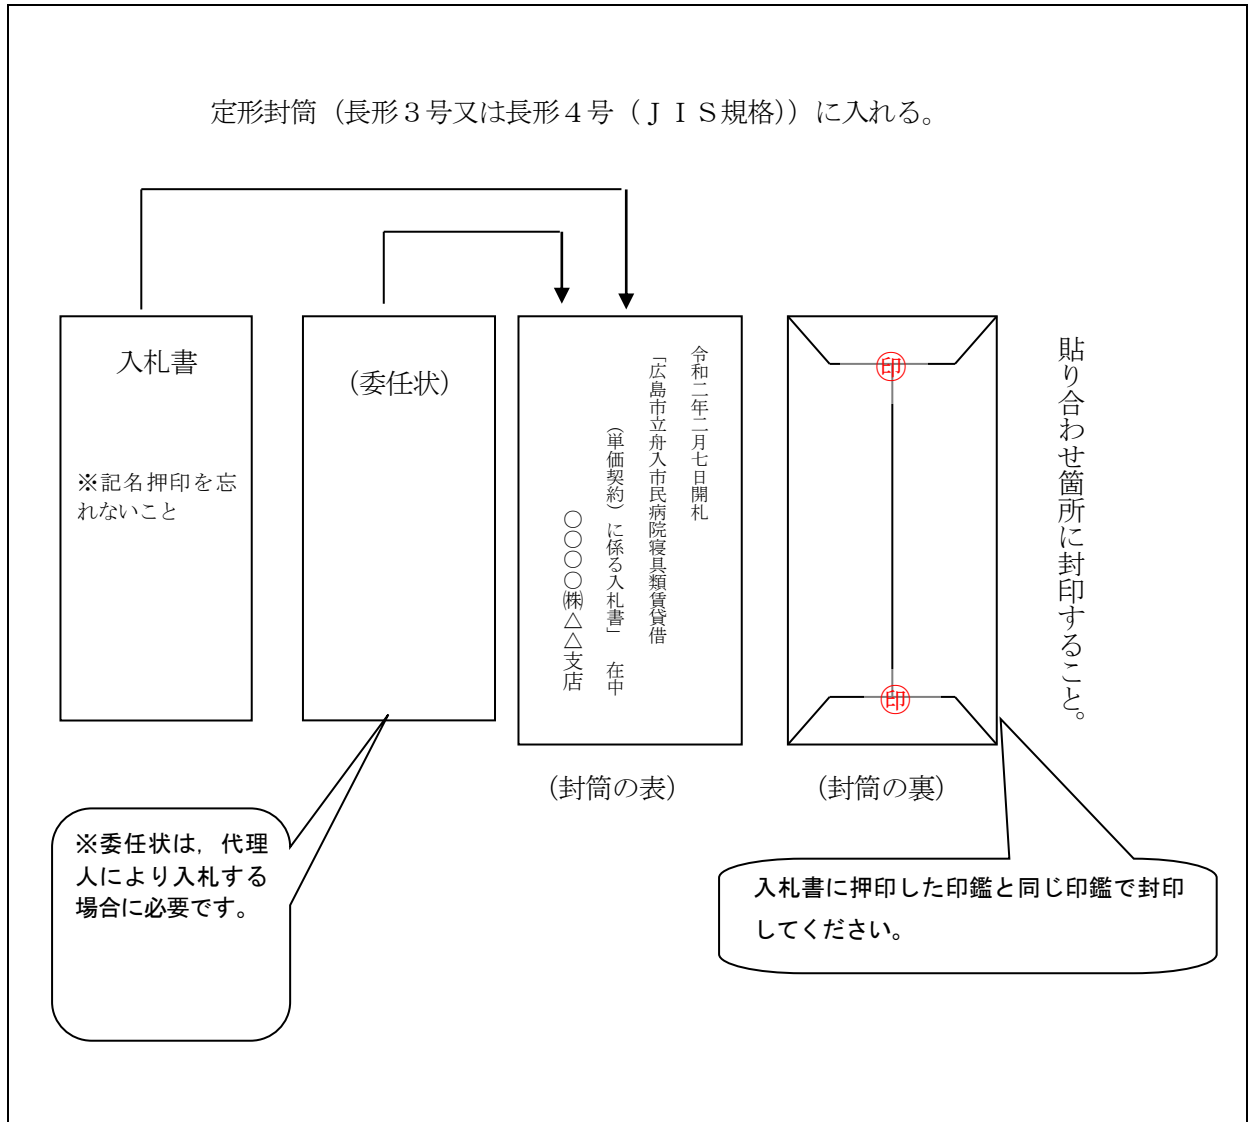 定形封筒（長形３号又は長形４号（ＪＩＳ規格））に入れる。
入札書
※記名押印を忘
れないこと
（委任状）
令和二年二月七日開札
「広島市立舟入市民病院寝具類賃貸借
（単価契約）に係る入札書」　在中
〇〇〇〇㈱△△支店
㊞
㊞
貼り合わせ箇所に封印すること。
（封筒の表）
（封筒の裏）
※委任状は，代理
人により入札する
場合に必要です。
入札書に押印した印鑑と同じ印鑑で封印
してください。